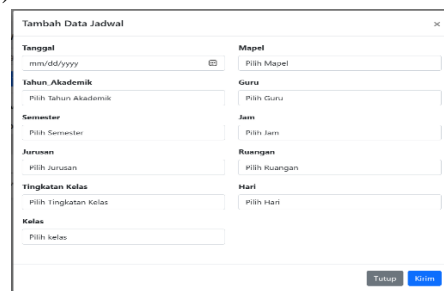 )
Tambah Data Jadwal ×
Tanggal
mm/dd/yyyy
Tahun_Akademik
Pilih Tahun Akademik
Semester
Pilih Semester
Jurusan
Pilih Jurusan
Tingkatan Kelas
Pilih Tingkatan Kelas
Kelas
Pilih kelas
Mapel
Pilih Mapel
Guru
Pilih Guru
Jam
Pilih Jam
Ruangan
Pilih Ruangan
Hari
Pilih Hari
Tutup Kirim